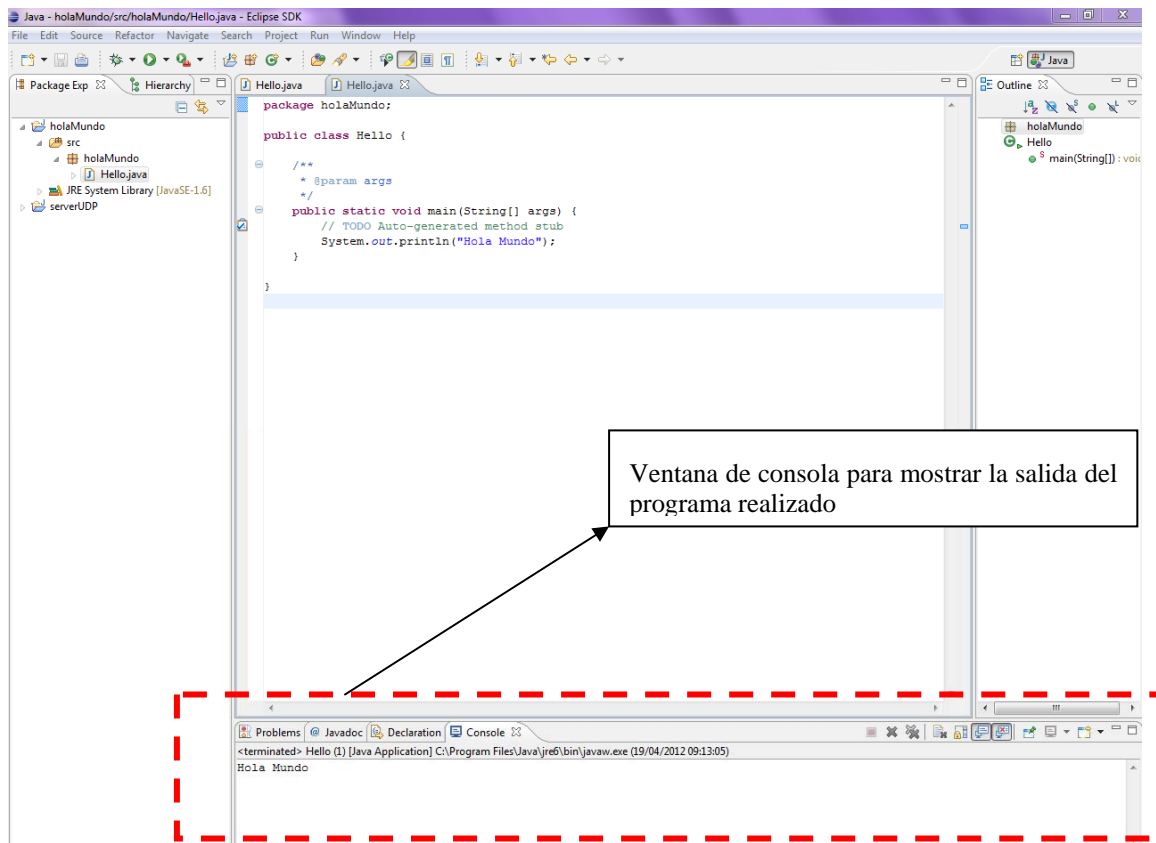 Java - holaMundo/src/holaMundo/Hello.java - Eclipse SDK
File Edit Source Refactor Navigate Search Project Run Window Help
Java
Package Exp Hierarchy
holaMundo
src
holaMundo
Hello.java
JRE System Library [JavaSE-1.6]
serverUDP
Hello.java Hello.java
package holaMundo;
public class Hello {
/**
* @param args
*/
public static void main(String[] args) {
// TODO Auto-generated method stub
System.out.println("Hola Mundo");
}
}
Outline
holaMundo
Hello
main(String[]) : voic
Ventana de consola para mostrar la salida del
programa realizado
Problems Javadoc Declaration Console
<terminated> Hello (1) [Java Application] C:\Program Files\Java\jre6\bin\javaw.exe (19/04/2012 09:13:05)
Hola Mundo